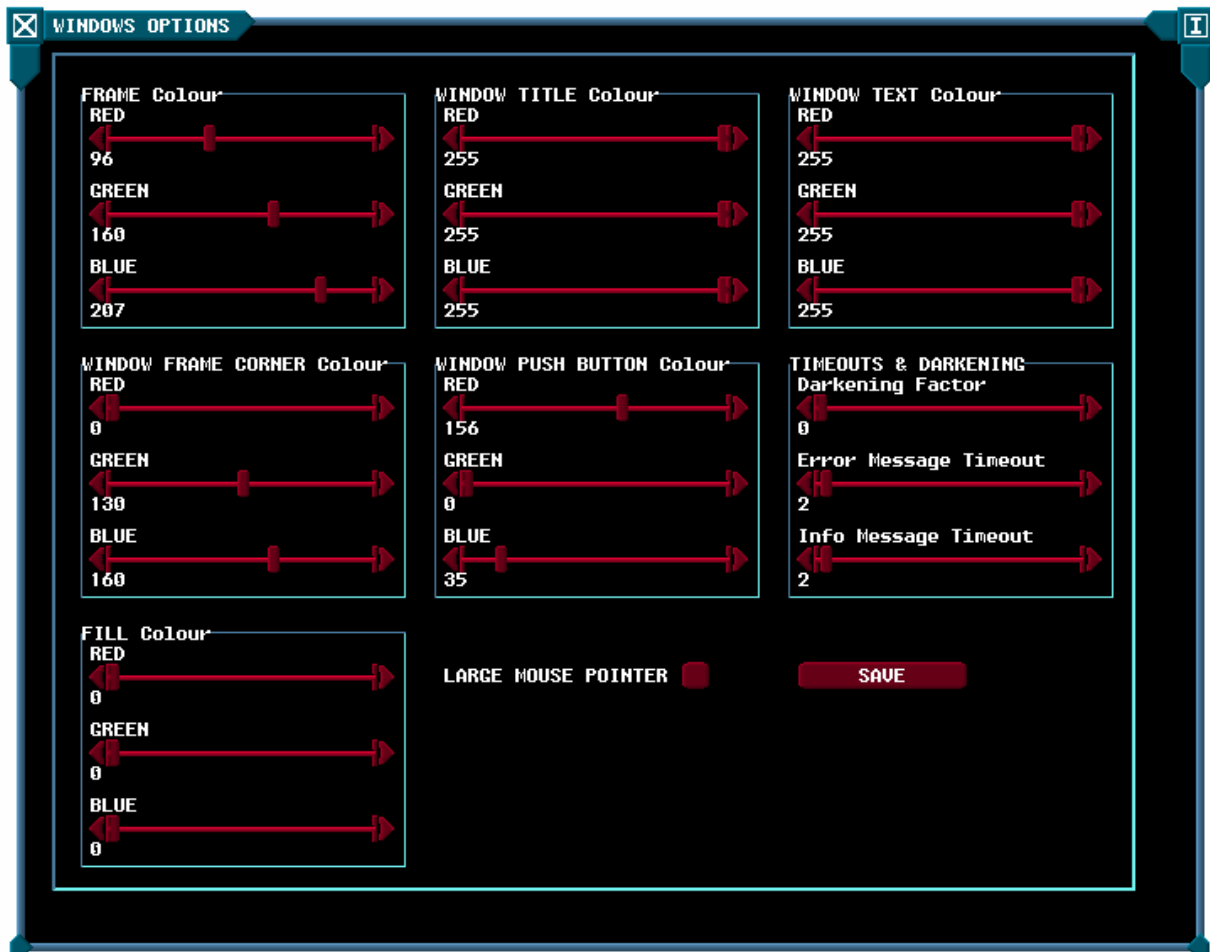 WINDOWS OPTIONS
I
FRAME Colour
RED
96
GREEN
160
BLUE
207
WINDOW TITLE Colour
RED
255
GREEN
255
BLUE
255
WINDOW TEXT Colour
RED
255
GREEN
255
BLUE
255
WINDOW FRAME CORNER Colour
RED
0
GREEN
130
BLUE
160
WINDOW PUSH BUTTON Colour
RED
156
GREEN
0
BLUE
35
TIMEOUTS & DARKENING
Darkening Factor
0
Error Message Timeout
2
Info Message Timeout
2
FILL Colour
RED
0
GREEN
0
BLUE
0
LARGE MOUSE POINTER
SAVE